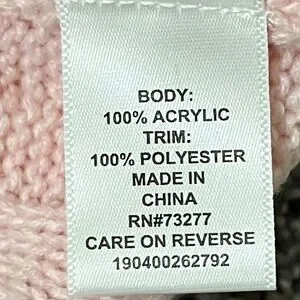 BODY:
100% ACRYLIC
TRIM:
100% POLYESTER
MADE IN
CHINA
RN#73277
CARE ON REVERSE
190400262792